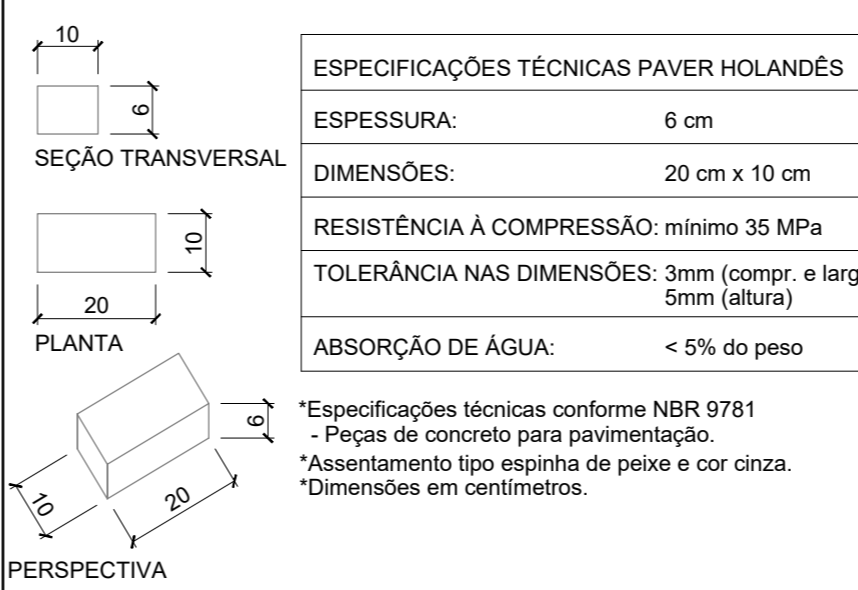 10
6
SEÇÃO TRANSVERSAL
10
20
PLANTA
6
10
20
PERSPECTIVA
ESPECIFICAÇÕES TÉCNICAS PAVER HOLANDÊS
ESPESSURA: 6 cm
DIMENSÕES: 20 cm x 10 cm
RESISTÊNCIA À COMPRESSÃO: mínimo 35 MPa
TOLERÂNCIA NAS DIMENSÕES: 3mm (compr. e larg
5mm (altura)
ABSORÇÃO DE ÁGUA: < 5% do peso
*Especificações técnicas conforme NBR 9781
- Peças de concreto para pavimentação.
*Assentamento tipo espinha de peixe e cor cinza.
*Dimensões em centímetros.